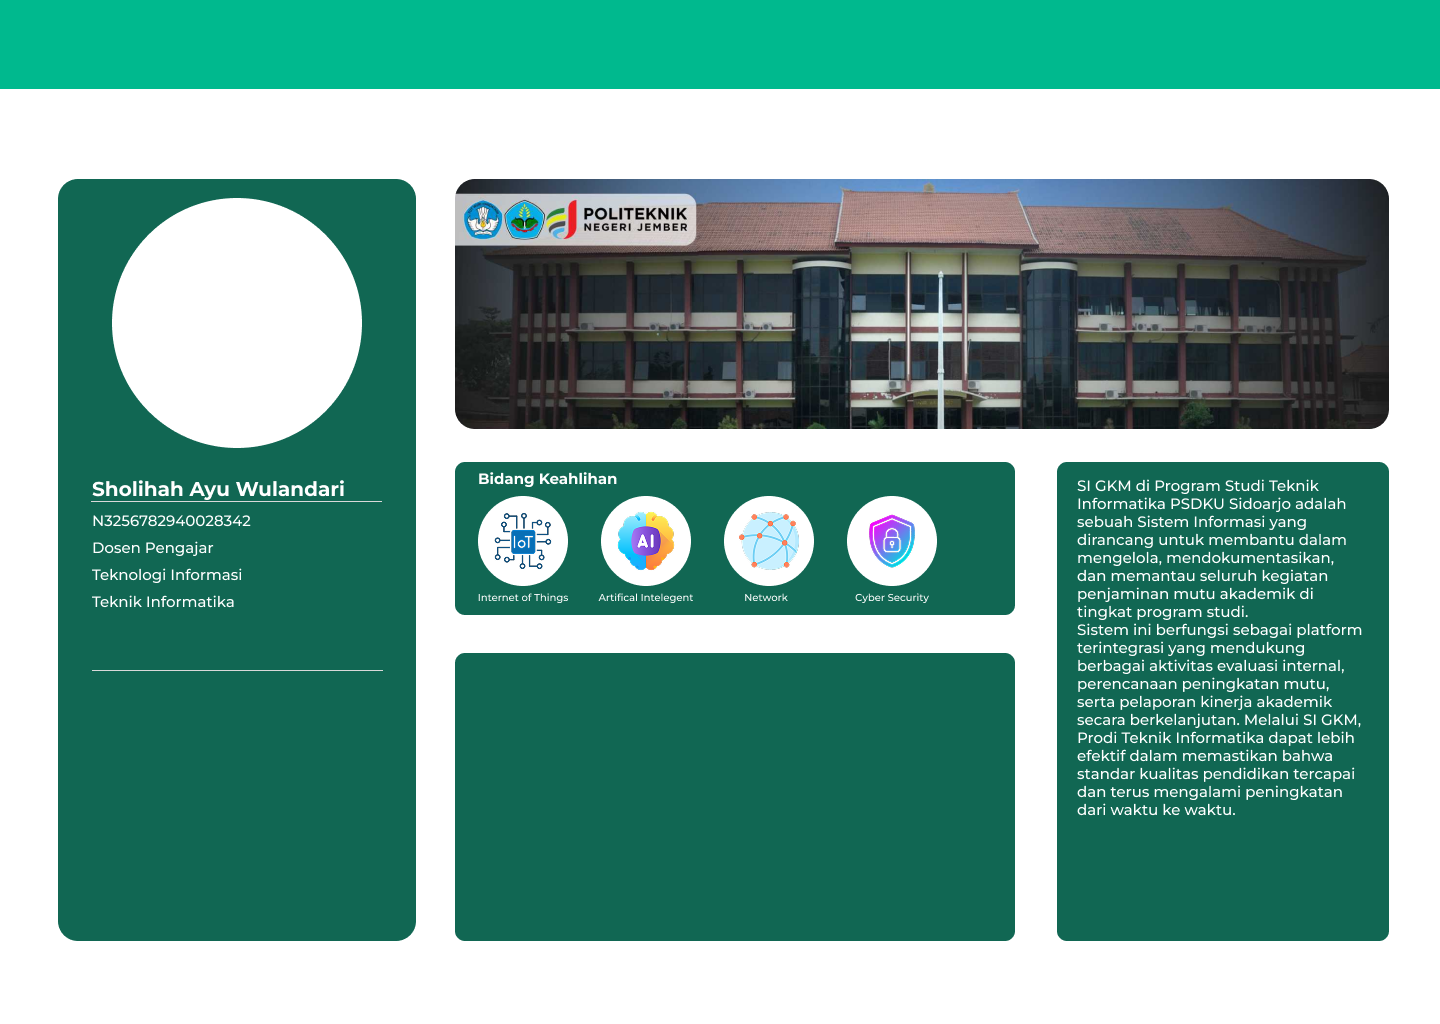 POLITEKNIK
NEGERI JEMBER
Sholihah Ayu Wulandari
N3256782940028342
Dosen Pengajar
Teknologi Informasi
Teknik Informatika
Bidang Keahlihan
IoT
AI
Internet of Things
Artifical Intelegent
Network
Cyber Security
SI GKM di Program Studi Teknik
Informatika PSDKU Sidoarjo adalah
sebuah Sistem Informasi yang
dirancang untuk membantu dalam
mengelola, mendokumentasikan,
dan memantau seluruh kegiatan
penjaminan mutu akademik di
tingkat program studi.
Sistem ini berfungsi sebagai platform
terintegrasi yang mendukung
berbagai aktivitas evaluasi internal,
perencanaan peningkatan mutu,
serta pelaporan kinerja akademik
secara berkelanjutan. Melalui SI GKM,
Prodi Teknik Informatika dapat lebih
efektif dalam memastikan bahwa
standar kualitas pendidikan tercapai
dan terus mengalami peningkatan
dari waktu ke waktu.